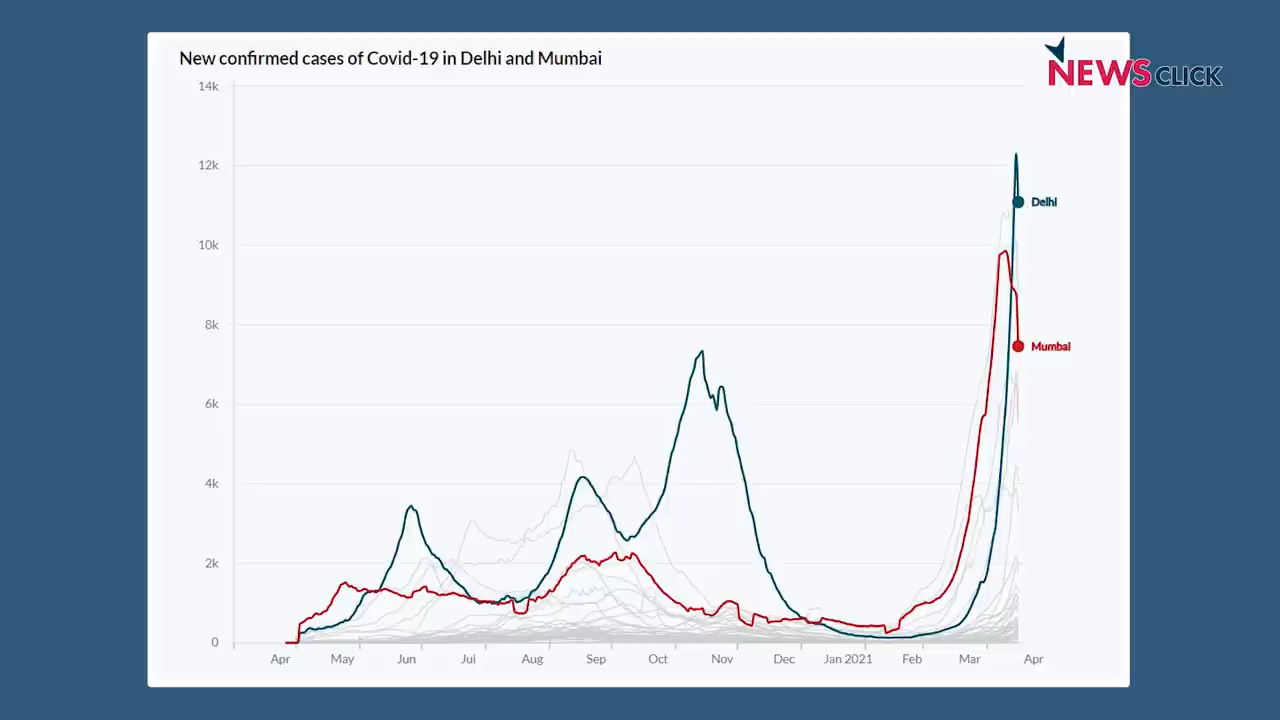 New confirmed cases of Covid-19 in Delhi and Mumbai
NEWSCLICK
14k
12k
Delhi
10k
8k
Mumbai
6k
4k
2k
0
Apr May Jun Jul Aug Sep Oct Nov Dec Jan 2021 Feb Mar Apr